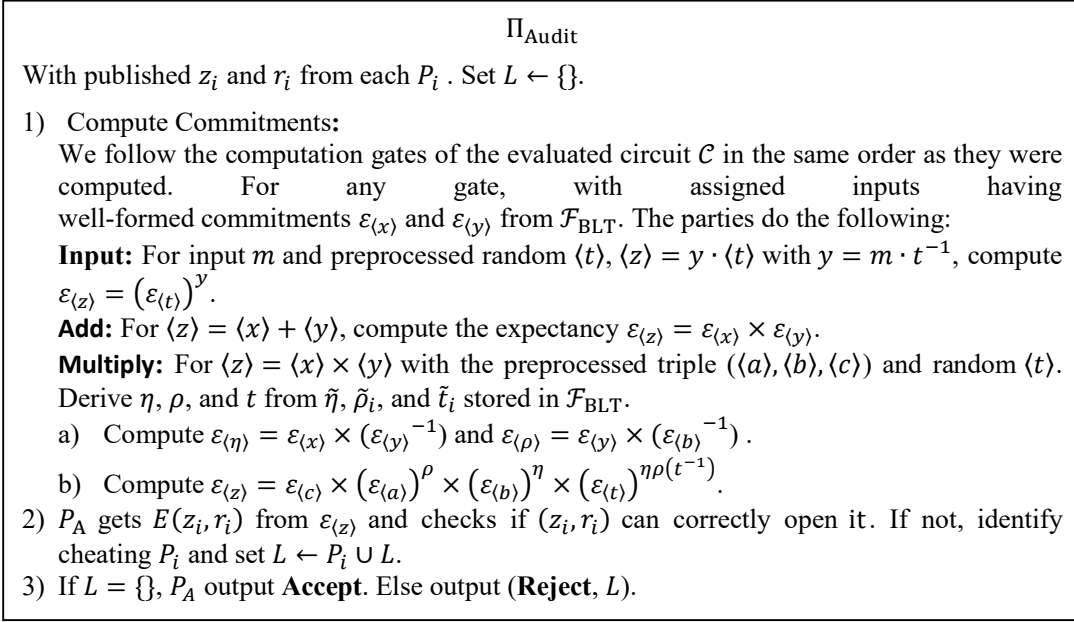 Π_Audit
With published z_i and r_i from each P_i . Set L ← {}.
1) Compute Commitments:
We follow the computation gates of the evaluated circuit 𝒞 in the same order as they were
computed. For any gate, with assigned inputs having
well-formed commitments ε_⟨x⟩ and ε_⟨y⟩ from ℱ_BLT. The parties do the following:
Input: For input m and preprocessed random ⟨t⟩, ⟨z⟩ = y · ⟨t⟩ with y = m · t^{-1}, compute
ε_⟨z⟩ = (ε_⟨t⟩)^y.
Add: For ⟨z⟩ = ⟨x⟩ + ⟨y⟩, compute the expectancy ε_⟨z⟩ = ε_⟨x⟩ × ε_⟨y⟩.
Multiply: For ⟨z⟩ = ⟨x⟩ × ⟨y⟩ with the preprocessed triple (⟨a⟩, ⟨b⟩, ⟨c⟩) and random ⟨t⟩.
Derive η, ρ, and t from η̃, ρ̃_i, and t̃_i stored in ℱ_BLT.
a) Compute ε_⟨η⟩ = ε_⟨x⟩ × (ε_⟨y⟩^{-1}) and ε_⟨ρ⟩ = ε_⟨y⟩ × (ε_⟨b⟩^{-1}) .
b) Compute ε_⟨z⟩ = ε_⟨c⟩ × (ε_⟨a⟩)^ρ × (ε_⟨b⟩)^η × (ε_⟨t⟩)^{ηρ(t^{-1})}.
2) P_A gets E(z_i, r_i) from ε_⟨z⟩ and checks if (z_i, r_i) can correctly open it. If not, identify
cheating P_i and set L ← P_i ∪ L.
3) If L = {}, P_A output Accept. Else output (Reject, L).